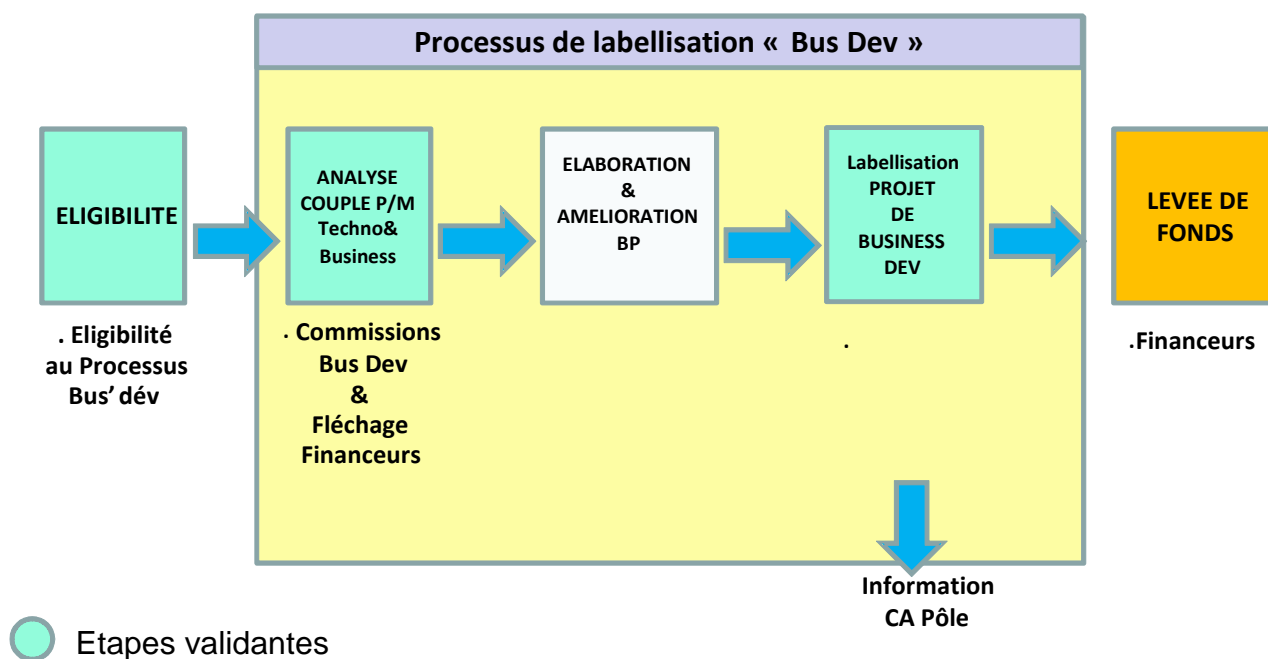 Processus de labellisation « Bus Dev »
ELIGIBILITE
ANALYSE
COUPLE P/M
Techno&
Business
ELABORATION
&
AMELIORATION
BP
Labellisation
PROJET
DE
BUSINESS
DEV
LEVEE DE
FONDS
. Eligibilité
au Processus
Bus’ dév
. Commissions
Bus Dev
&
Fléchage
Financeurs
.
.Financeurs
Information
CA Pôle
Etapes validantes